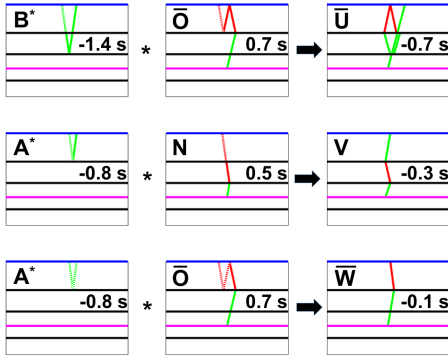 B* * O̅ U̅
-1.4 s 0.7 s -0.7 s
A* * N V
-0.8 s 0.5 s -0.3 s
A* * O̅ W̅
-0.8 s 0.7 s -0.1 s